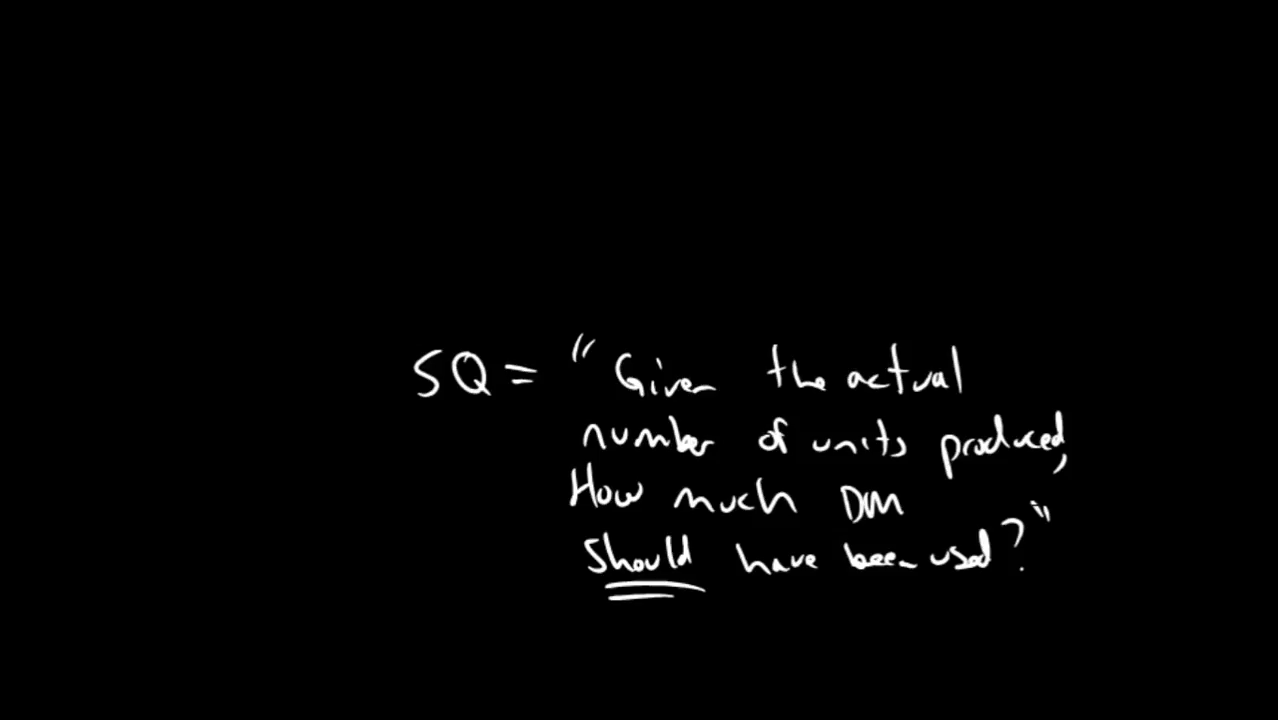 SQ = "Given the actual
number of units produced,
How much DM
should have been used?"